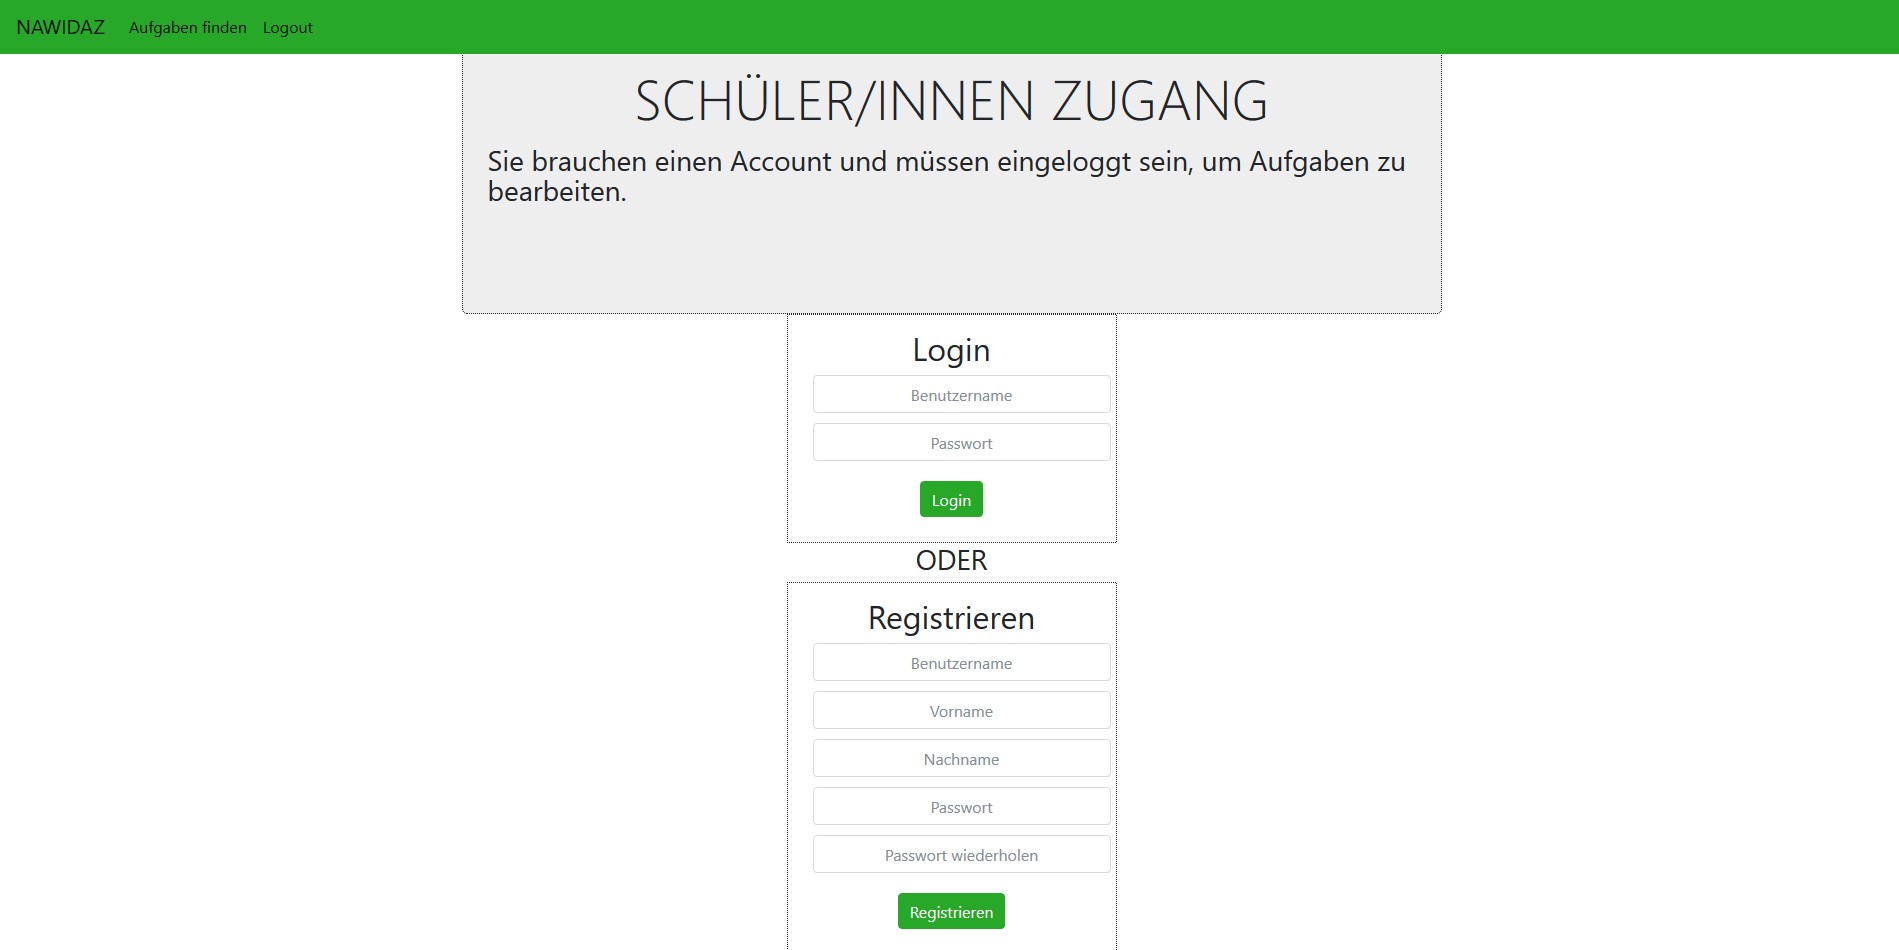 NAWIDAZ Aufgaben finden Logout
SCHÜLER/INNEN ZUGANG
Sie brauchen einen Account und müssen eingeloggt sein, um Aufgaben zu
bearbeiten.
Login
Benutzername
Passwort
Login
ODER
Registrieren
Benutzername
Vorname
Nachname
Passwort
Passwort wiederholen
Registrieren